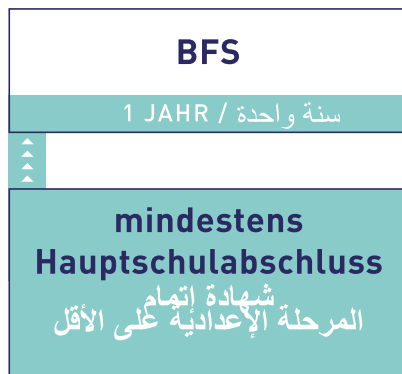 BFS
1 JAHR / سنة واحدة
mindestens
Hauptschulabschluss
شهادة إتمام
المرحلة الإعدادية على الأقل